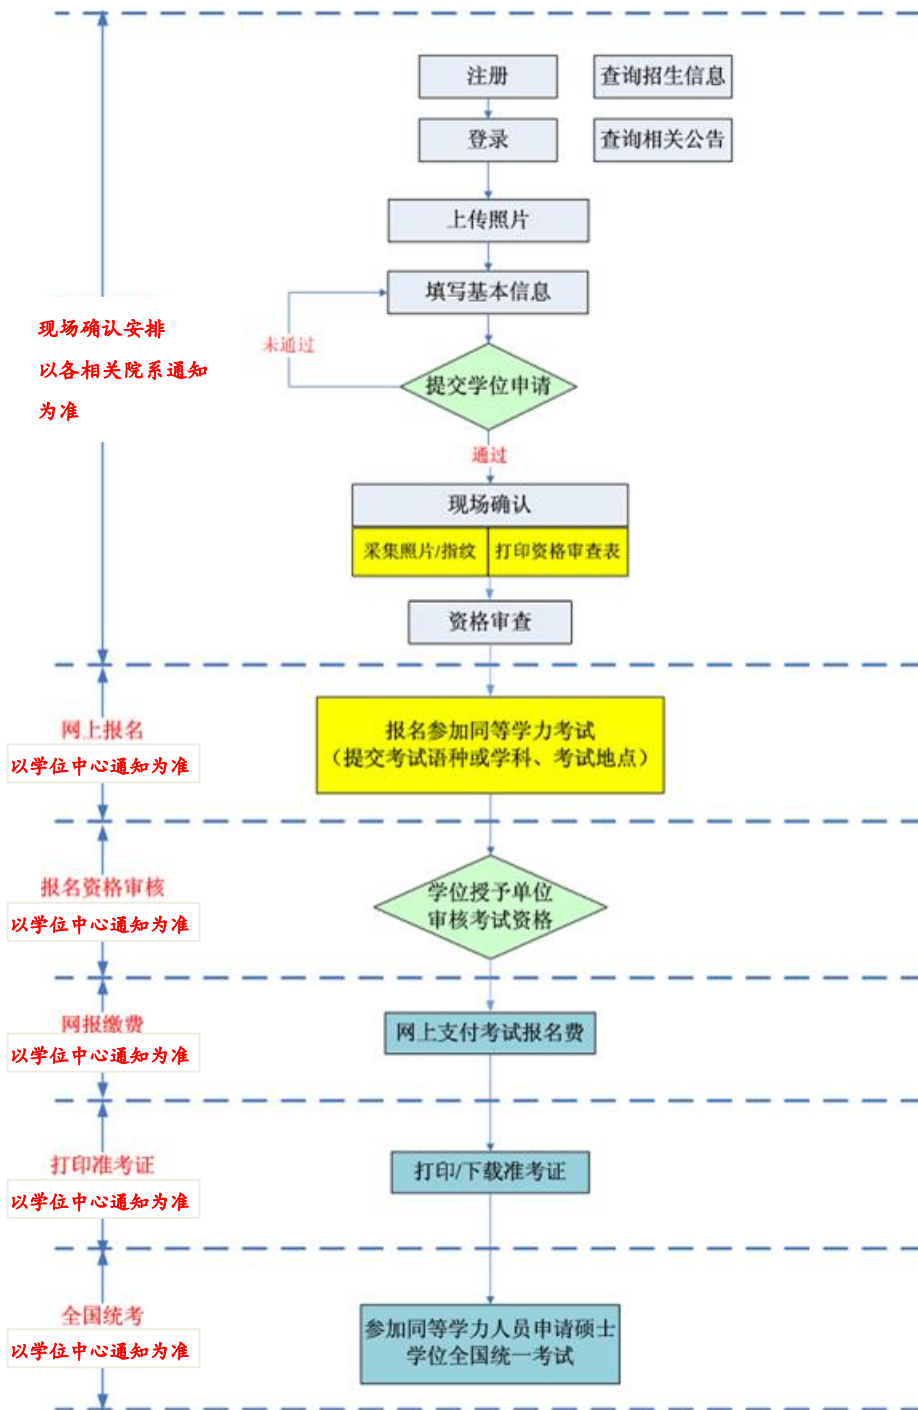 注册
查询招生信息
登录
查询相关公告
上传照片
填写基本信息
现场确认安排
以各相关院系通知
为准
未通过
提交学位申请
通过
现场确认
采集照片/指纹
打印资格审查表
资格审查
网上报名
以学位中心通知为准
报名参加同等学力考试
（提交考试语种或学科、考试地点）
报名资格审核
以学位中心通知为准
学位授予单位
审核考试资格
网报缴费
以学位中心通知为准
网上支付考试报名费
打印准考证
以学位中心通知为准
打印/下载准考证
全国统考
以学位中心通知为准
参加同等学力人员申请硕士
学位全国统一考试